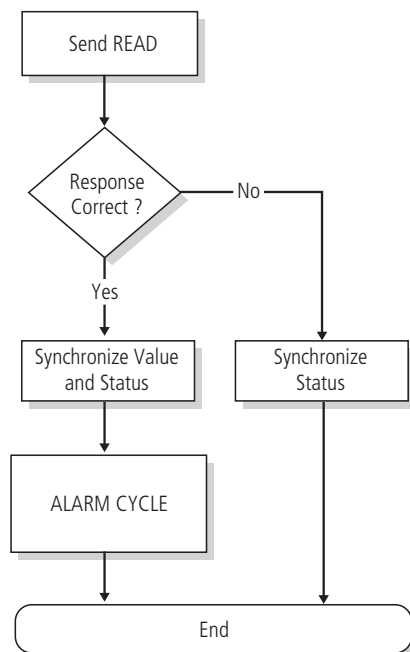 Send READ
Response
Correct ?
No
Yes
Synchronize Value
and Status
Synchronize
Status
ALARM CYCLE
End